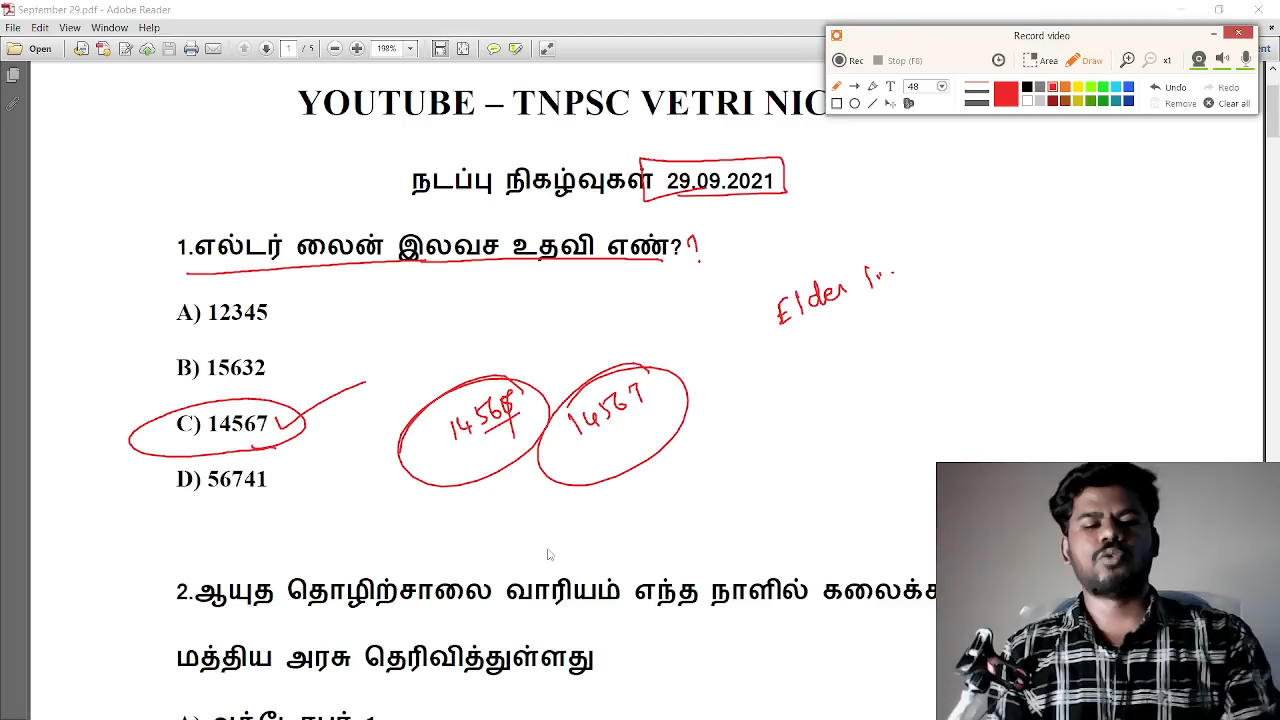 September 29.pdf - Adobe Reader
File Edit View Window Help
Open 1 / 5 198%
Record video
Rec Stop (F8) Area Draw x1
T 48 Undo Redo
Remove Clear all
YOUTUBE – TNPSC VETRI NIC
நடப்பு நிகழ்வுகள் 29.09.2021
1.எல்டர் லைன் இலவச உதவி எண்??
Elder
A) 12345
B) 15632
C) 14567
14567
D) 56741
2.ஆயுத தொழிற்சாலை வாரியம் எந்த நாளில்
மத்திய அரசு தெரிவித்துள்ளது